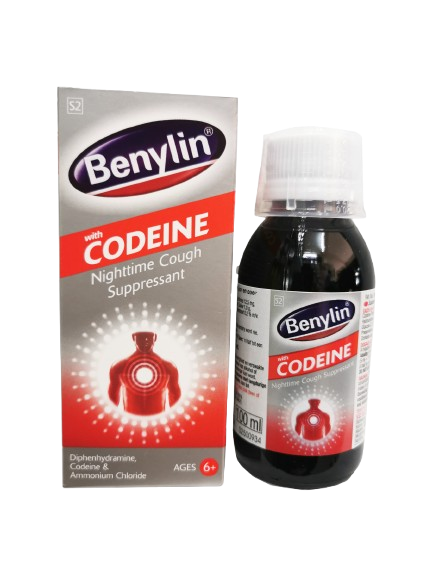 S2
Benylin®
with
CODEINE
Nighttime Cough
Suppressant
Diphenhydramine,
Codeine &
Ammonium Chloride
AGES 6+
S2
Benylin®
with
CODEINE
Nighttime Cough Suppressant
100 ml